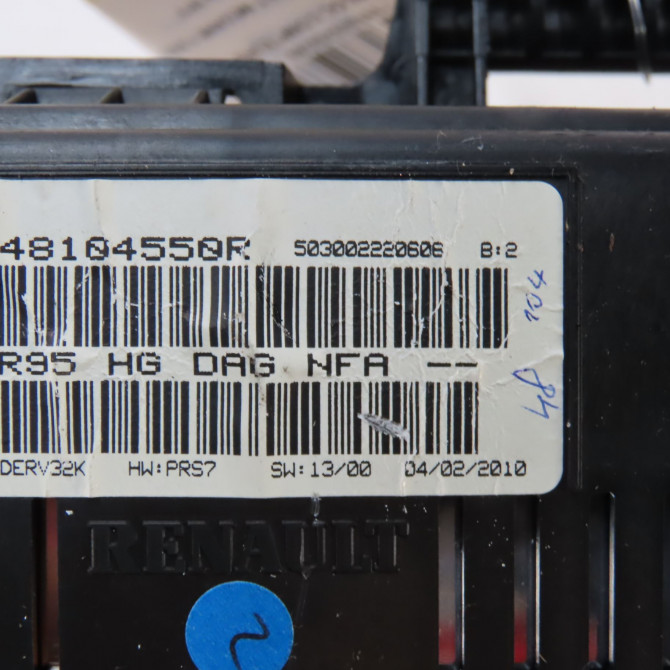 48104550R 503002220606 B:2
R95 HG DAG NFA --
DERV32K HW:PRS7 SW:13/00 04/02/2010
48 104
RENAULT
2